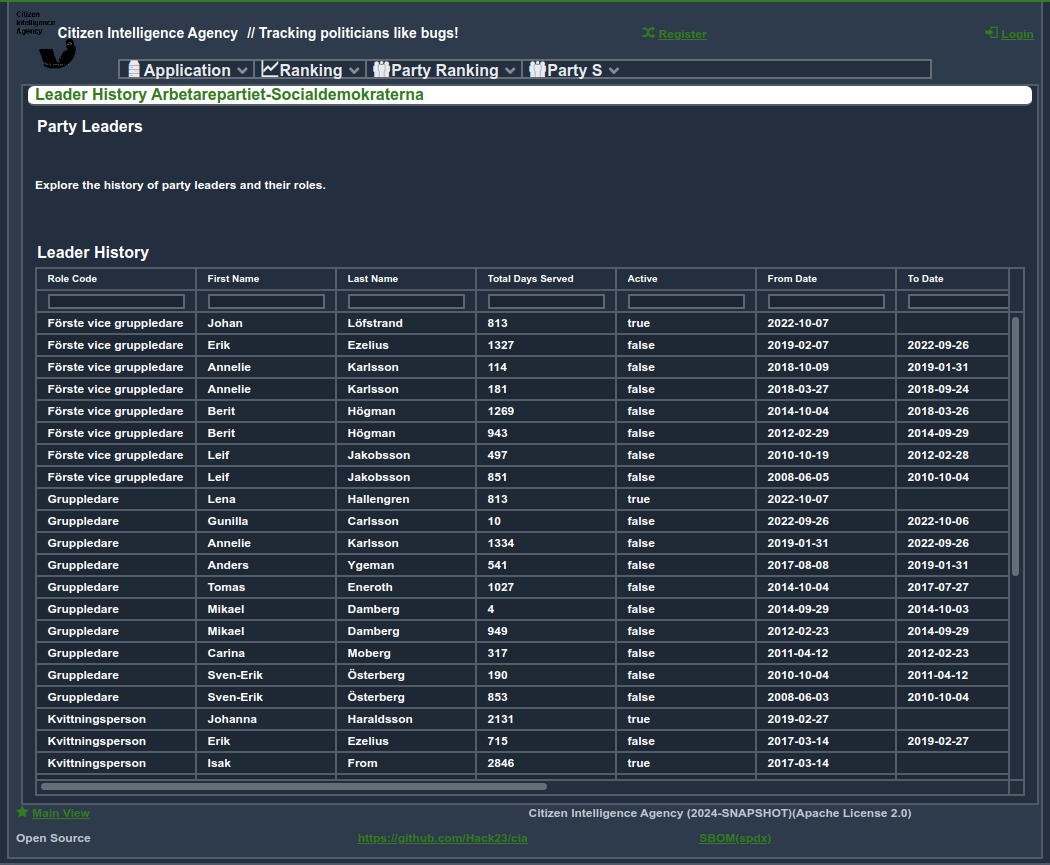 Citizen
Intelligence
Agency
Citizen Intelligence Agency // Tracking politicians like bugs!
Register
Login
Application
Ranking
Party Ranking
Party S
Leader History Arbetarepartiet-Socialdemokraterna
Party Leaders
Explore the history of party leaders and their roles.
Leader History
Role Code First Name Last Name Total Days Served Active From Date To Date
Förste vice gruppledare Johan Löfstrand 813 true 2022-10-07
Förste vice gruppledare Erik Ezelius 1327 false 2019-02-07 2022-09-26
Förste vice gruppledare Annelie Karlsson 114 false 2018-10-09 2019-01-31
Förste vice gruppledare Annelie Karlsson 181 false 2018-03-27 2018-09-24
Förste vice gruppledare Berit Högman 1269 false 2014-10-04 2018-03-26
Förste vice gruppledare Berit Högman 943 false 2012-02-29 2014-09-29
Förste vice gruppledare Leif Jakobsson 497 false 2010-10-19 2012-02-28
Förste vice gruppledare Leif Jakobsson 851 false 2008-06-05 2010-10-04
Gruppledare Lena Hallengren 813 true 2022-10-07
Gruppledare Gunilla Carlsson 10 false 2022-09-26 2022-10-06
Gruppledare Annelie Karlsson 1334 false 2019-01-31 2022-09-26
Gruppledare Anders Ygeman 541 false 2017-08-08 2019-01-31
Gruppledare Tomas Eneroth 1027 false 2014-10-04 2017-07-27
Gruppledare Mikael Damberg 4 false 2014-09-29 2014-10-03
Gruppledare Mikael Damberg 949 false 2012-02-23 2014-09-29
Gruppledare Carina Moberg 317 false 2011-04-12 2012-02-23
Gruppledare Sven-Erik Österberg 190 false 2010-10-04 2011-04-12
Gruppledare Sven-Erik Österberg 853 false 2008-06-03 2010-10-04
Kvittningsperson Johanna Haraldsson 2131 true 2019-02-27
Kvittningsperson Erik Ezelius 715 false 2017-03-14 2019-02-27
Kvittningsperson Isak From 2846 true 2017-03-14
Main View
Citizen Intelligence Agency (2024-SNAPSHOT)(Apache License 2.0)
Open Source
https://github.com/Hack23/cia
SBOM(spdx)